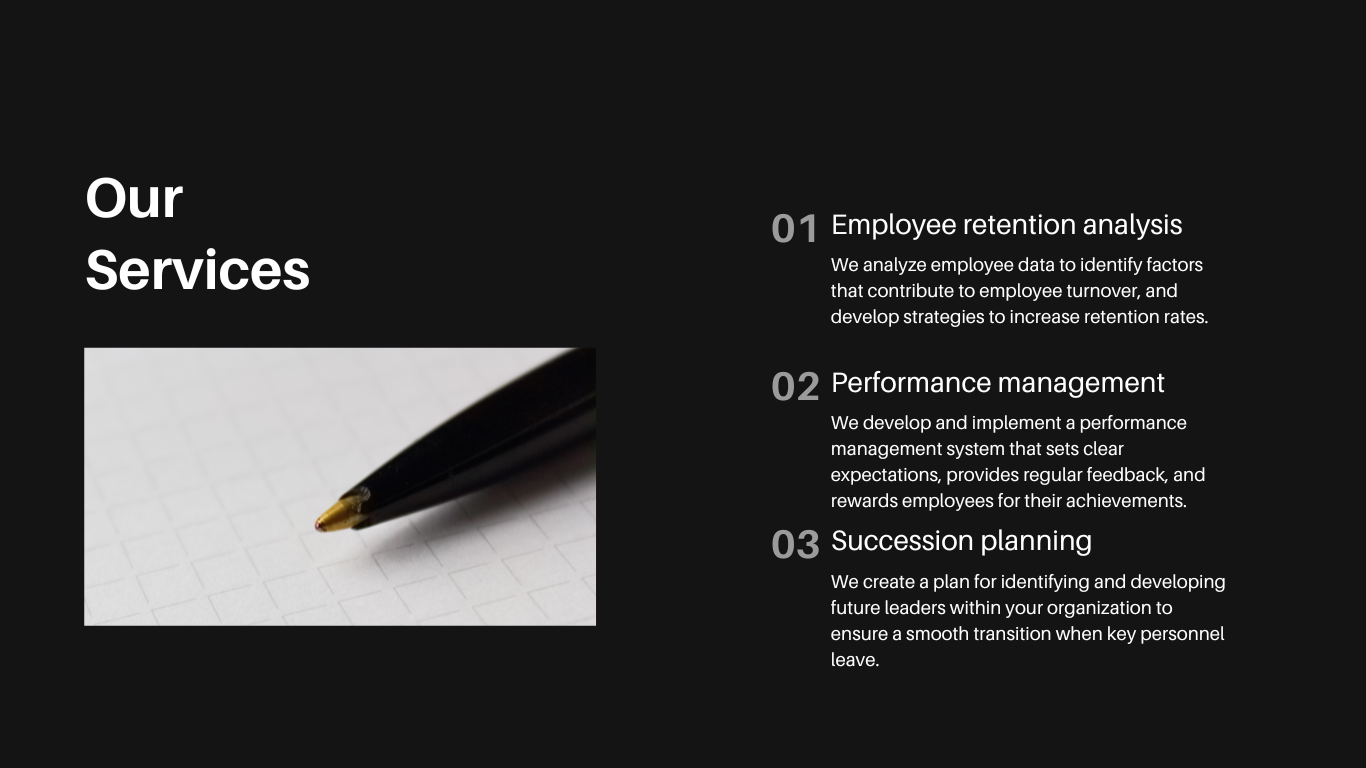 Our
Services
01 Employee retention analysis
We analyze employee data to identify factors
that contribute to employee turnover, and
develop strategies to increase retention rates.
02 Performance management
We develop and implement a performance
management system that sets clear
expectations, provides regular feedback, and
rewards employees for their achievements.
03 Succession planning
We create a plan for identifying and developing
future leaders within your organization to
ensure a smooth transition when key personnel
leave.